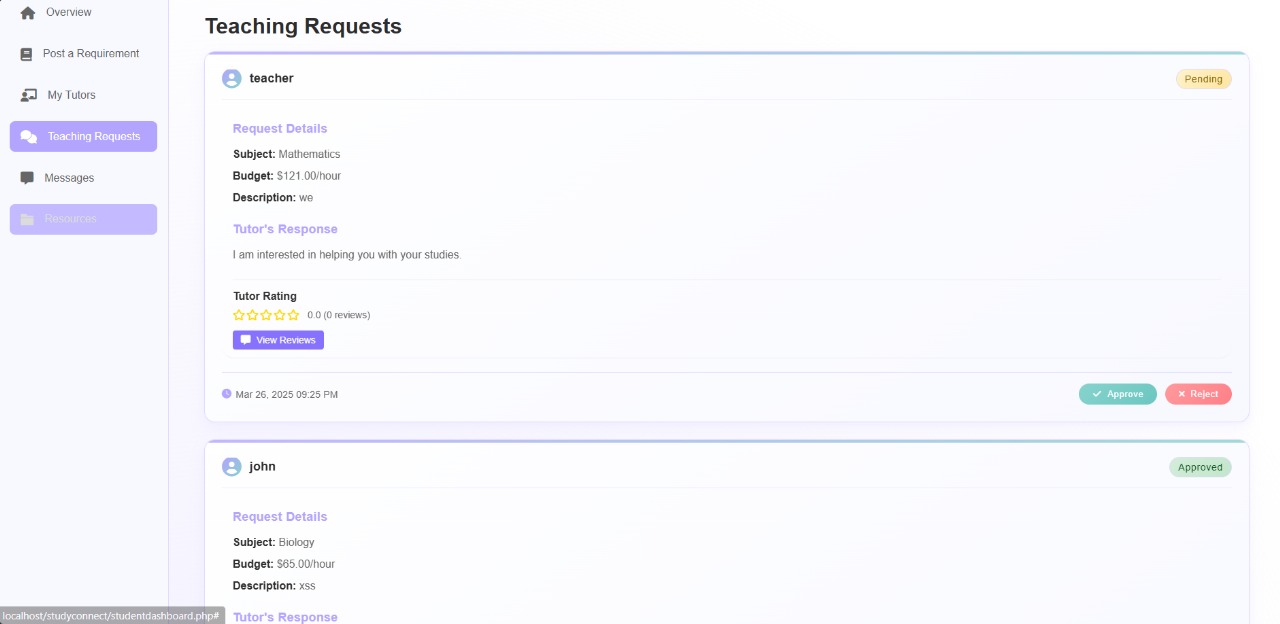 Overview
Post a Requirement
My Tutors
Teaching Requests
Messages
Resources
Teaching Requests
teacher
Pending
Request Details
Subject: Mathematics
Budget: $121.00/hour
Description: we
Tutor's Response
I am interested in helping you with your studies.
Tutor Rating
0.0 (0 reviews)
View Reviews
Mar 26, 2025 09:25 PM
Approve
Reject
john
Approved
Request Details
Subject: Biology
Budget: $65.00/hour
Description: xss
Tutor's Response
localhost/studyconnect/studentdashboard.php#